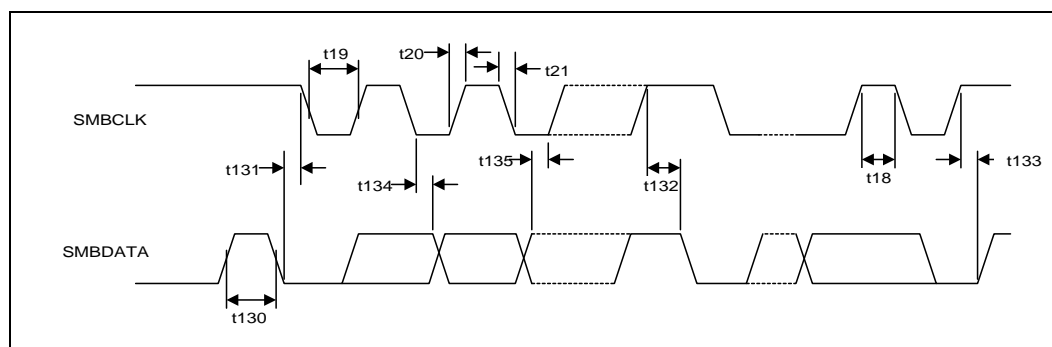 t19
t20
t21
SMBCLK
t131
t134
t135
t132
t18
t133
SMBDATA
t130